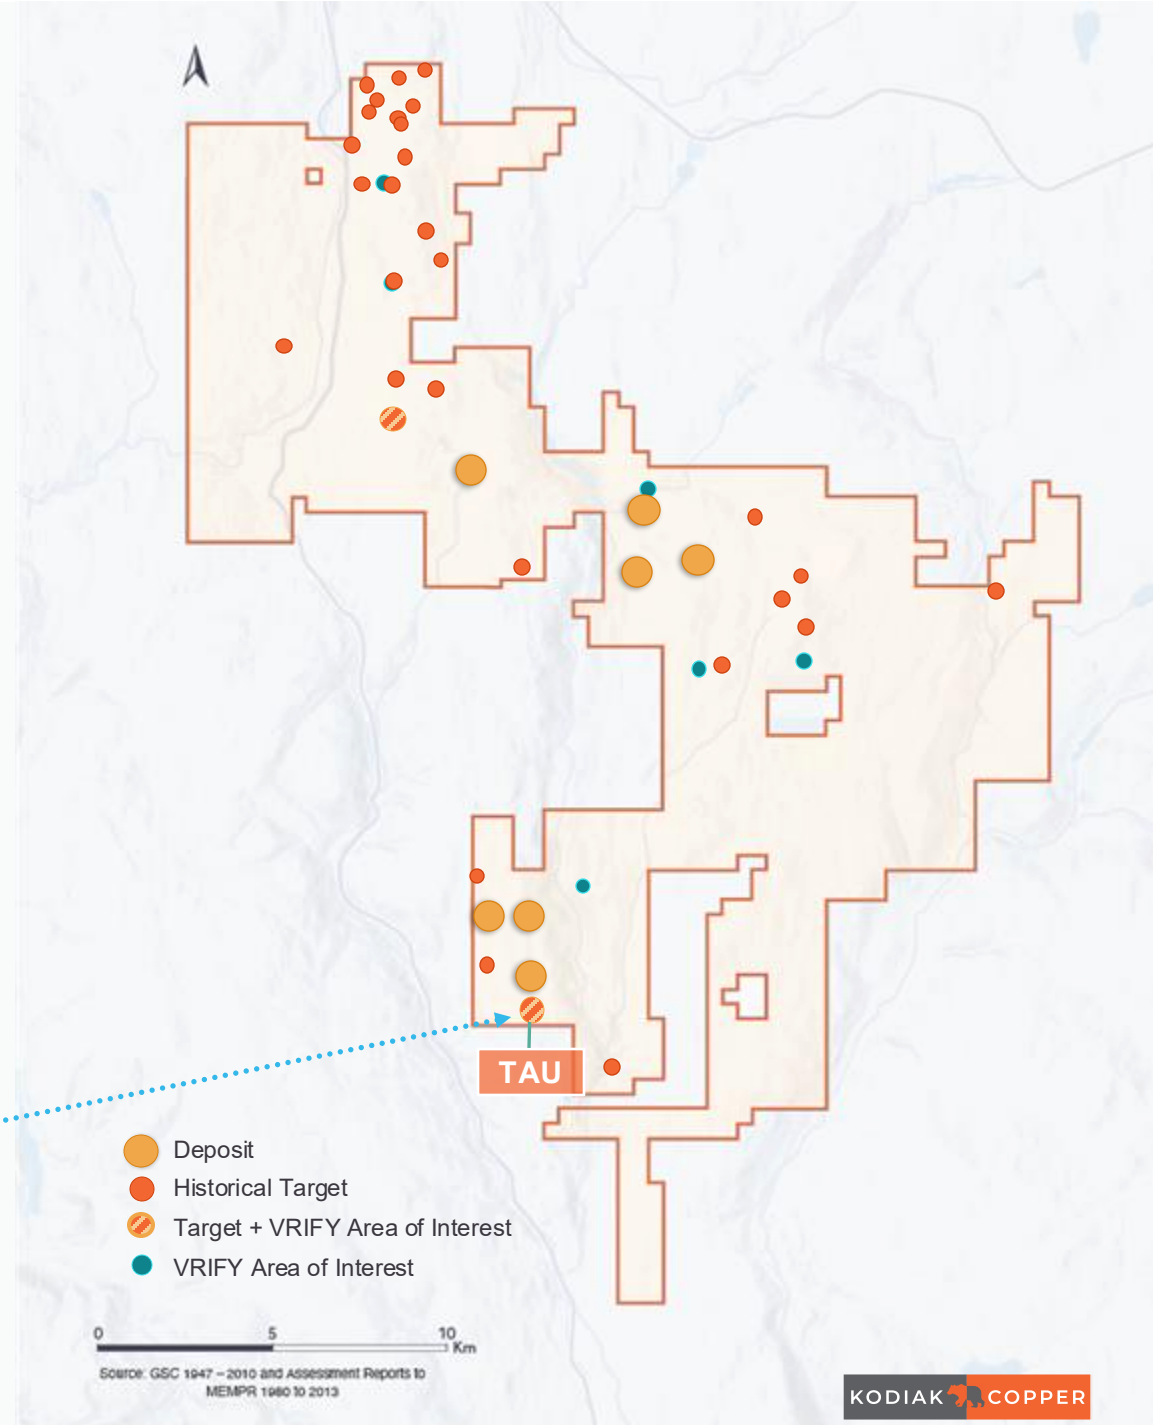 TAU
Deposit
Historical Target
Target + VRIFY Area of Interest
VRIFY Area of Interest
0 5 10
Km
Source: GSC 1947 – 2010 and Assessment Reports to
MEMPR 1980 to 2013
KODIAK COPPER